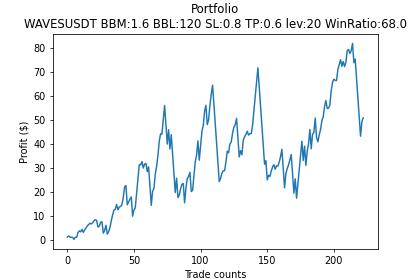 Portfolio
WAVESUSDT BBM:1.6 BBL:120 SL:0.8 TP:0.6 lev:20 WinRatio:68.0
80
70
60
50
40
30
20
10
0
Profit ($)
0 50 100 150 200
Trade counts